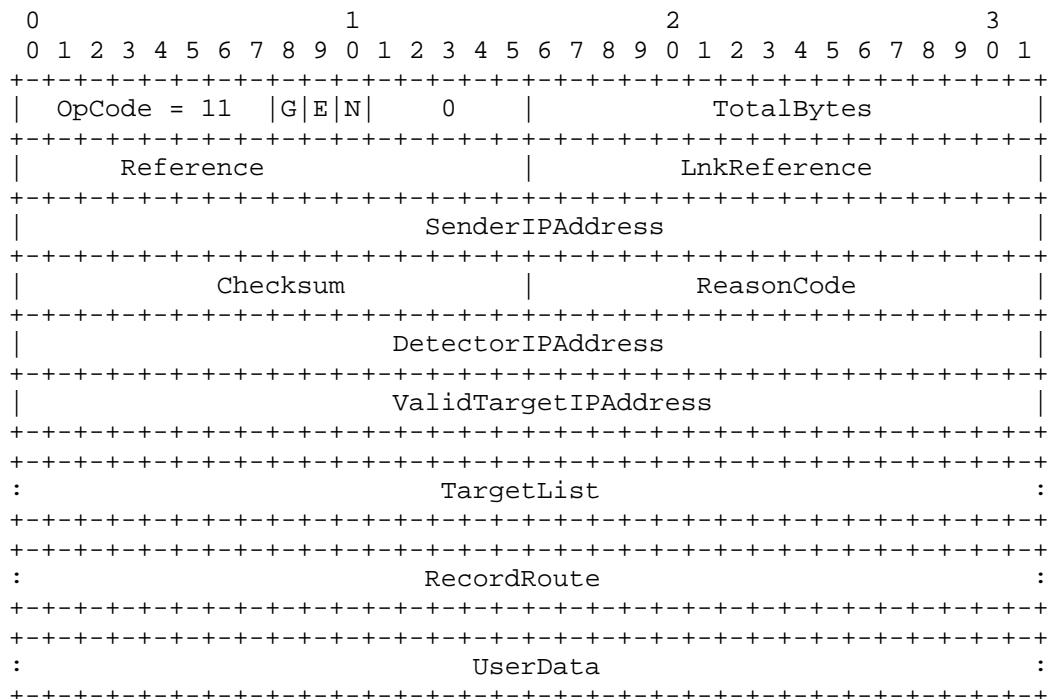 0                   1                   2                   3
 0 1 2 3 4 5 6 7 8 9 0 1 2 3 4 5 6 7 8 9 0 1 2 3 4 5 6 7 8 9 0 1
+-+-+-+-+-+-+-+-+-+-+-+-+-+-+-+-+-+-+-+-+-+-+-+-+-+-+-+-+-+-+-+-+
|  OpCode = 11  |G|E|N|    0    |           TotalBytes          |
+-+-+-+-+-+-+-+-+-+-+-+-+-+-+-+-+-+-+-+-+-+-+-+-+-+-+-+-+-+-+-+-+
|      Reference                |         LnkReference          |
+-+-+-+-+-+-+-+-+-+-+-+-+-+-+-+-+-+-+-+-+-+-+-+-+-+-+-+-+-+-+-+-+
|                         SenderIPAddress                       |
+-+-+-+-+-+-+-+-+-+-+-+-+-+-+-+-+-+-+-+-+-+-+-+-+-+-+-+-+-+-+-+-+
|            Checksum           |          ReasonCode           |
+-+-+-+-+-+-+-+-+-+-+-+-+-+-+-+-+-+-+-+-+-+-+-+-+-+-+-+-+-+-+-+-+
|                       DetectorIPAddress                       |
+-+-+-+-+-+-+-+-+-+-+-+-+-+-+-+-+-+-+-+-+-+-+-+-+-+-+-+-+-+-+-+-+
|                       ValidTargetIPAddress                    |
+-+-+-+-+-+-+-+-+-+-+-+-+-+-+-+-+-+-+-+-+-+-+-+-+-+-+-+-+-+-+-+-+
+-+-+-+-+-+-+-+-+-+-+-+-+-+-+-+-+-+-+-+-+-+-+-+-+-+-+-+-+-+-+-+-+
:                          TargetList                           :
+-+-+-+-+-+-+-+-+-+-+-+-+-+-+-+-+-+-+-+-+-+-+-+-+-+-+-+-+-+-+-+-+
+-+-+-+-+-+-+-+-+-+-+-+-+-+-+-+-+-+-+-+-+-+-+-+-+-+-+-+-+-+-+-+-+
:                         RecordRoute                           :
+-+-+-+-+-+-+-+-+-+-+-+-+-+-+-+-+-+-+-+-+-+-+-+-+-+-+-+-+-+-+-+-+
+-+-+-+-+-+-+-+-+-+-+-+-+-+-+-+-+-+-+-+-+-+-+-+-+-+-+-+-+-+-+-+-+
:                            UserData                           :
+-+-+-+-+-+-+-+-+-+-+-+-+-+-+-+-+-+-+-+-+-+-+-+-+-+-+-+-+-+-+-+-+